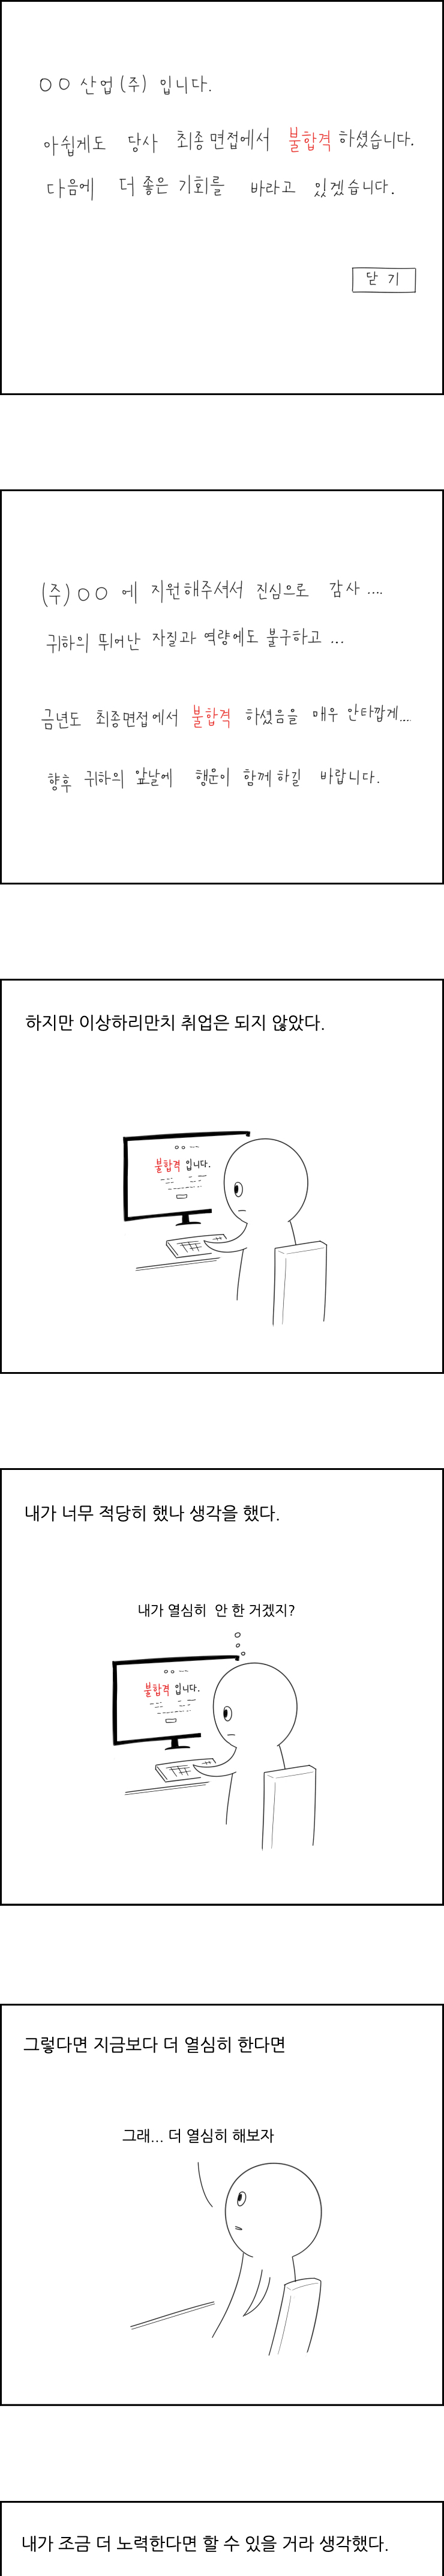 ○○ 산업(주) 입니다.
아쉽게도 당사 최종 면접에서 불합격 하셨습니다.
다음에 더 좋은 기회를 바라고 있겠습니다.
닫 기
(주)○○에 지원해주셔서 진심으로 감사....
귀하의 뛰어난 자질과 역량에도 불구하고 ...
금년도 최종면접에서 불합격 하셨음을 매우 안타깝게....
향후 귀하의 앞날에 행운이 함께 하길 바랍니다.
하지만 이상하리만치 취업은 되지 않았다.
불합격 입니다.
내가 너무 적당히 했나 생각을 했다.
내가 열심히 안 한 거겠지?
불합격 입니다.
그렇다면 지금보다 더 열심히 한다면
그래... 더 열심히 해보자
내가 조금 더 노력한다면 할 수 있을 거라 생각했다.